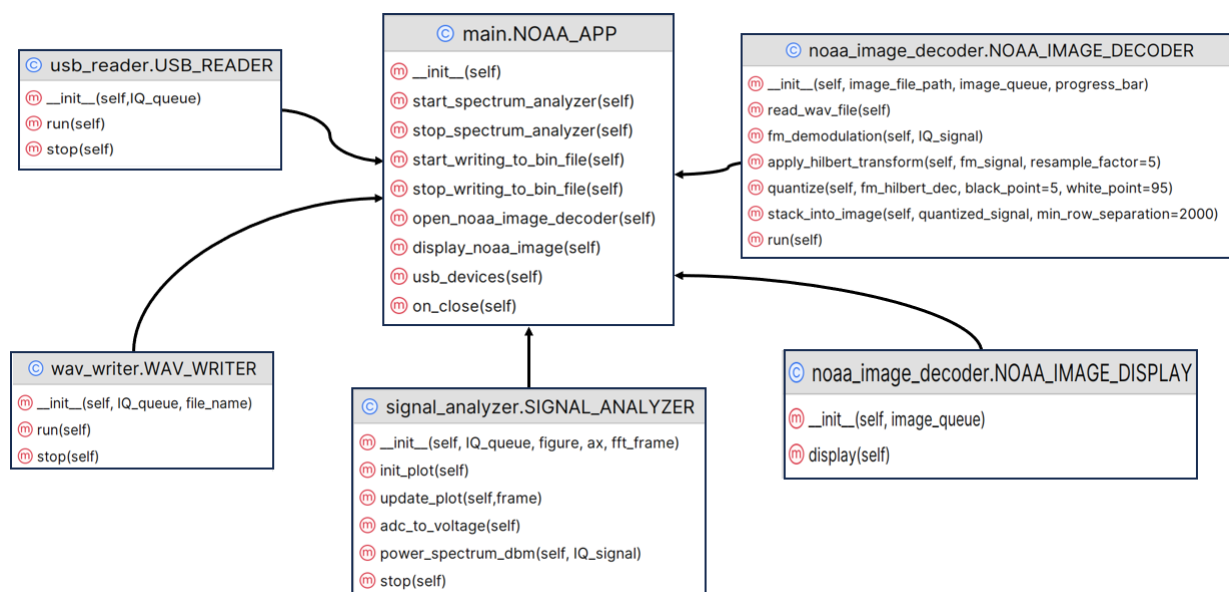 C main.NOAA_APP
m __init__(self)
m start_spectrum_analyzer(self)
m stop_spectrum_analyzer(self)
m start_writing_to_bin_file(self)
m stop_writing_to_bin_file(self)
m open_noaa_image_decoder(self)
m display_noaa_image(self)
m usb_devices(self)
m on_close(self)
C usb_reader.USB_READER
m __init__(self,IQ_queue)
m run(self)
m stop(self)
C noaa_image_decoder.NOAA_IMAGE_DECODER
m __init__(self, image_file_path, image_queue, progress_bar)
m read_wav_file(self)
m fm_demodulation(self, IQ_signal)
m apply_hilbert_transform(self, fm_signal, resample_factor=5)
m quantize(self, fm_hilbert_dec, black_point=5, white_point=95)
m stack_into_image(self, quantized_signal, min_row_separation=2000)
m run(self)
C wav_writer.WAV_WRITER
m __init__(self, IQ_queue, file_name)
m run(self)
m stop(self)
C signal_analyzer.SIGNAL_ANALYZER
m __init__(self, IQ_queue, figure, ax, fft_frame)
m init_plot(self)
m update_plot(self,frame)
m adc_to_voltage(self)
m power_spectrum_dbm(self, IQ_signal)
m stop(self)
C noaa_image_decoder.NOAA_IMAGE_DISPLAY
m __init__(self, image_queue)
m display(self)